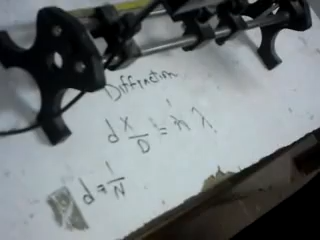 Diffraction
d x/D = n λ
d = 1/N